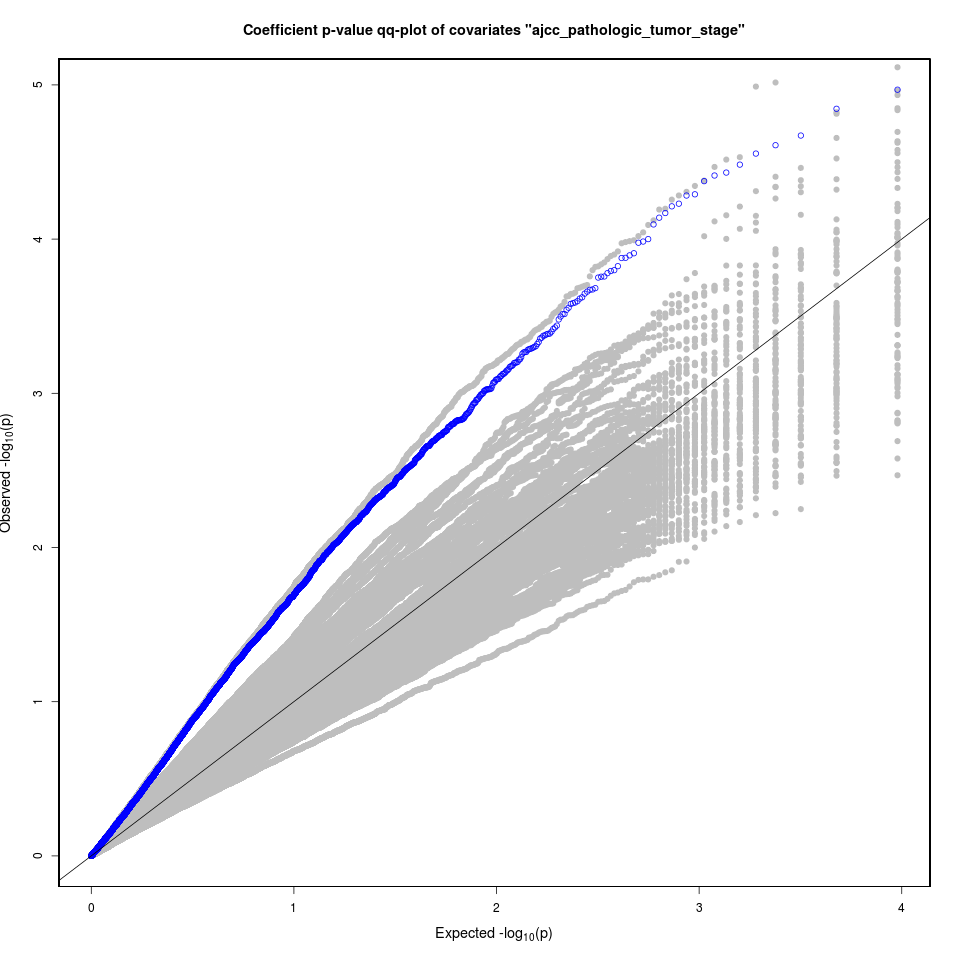 Coefficient p-value qq-plot of covariates "ajcc_pathologic_tumor_stage"
Observed -log10(p)
5
4
3
2
1
0
0 1 2 3 4
Expected -log10(p)